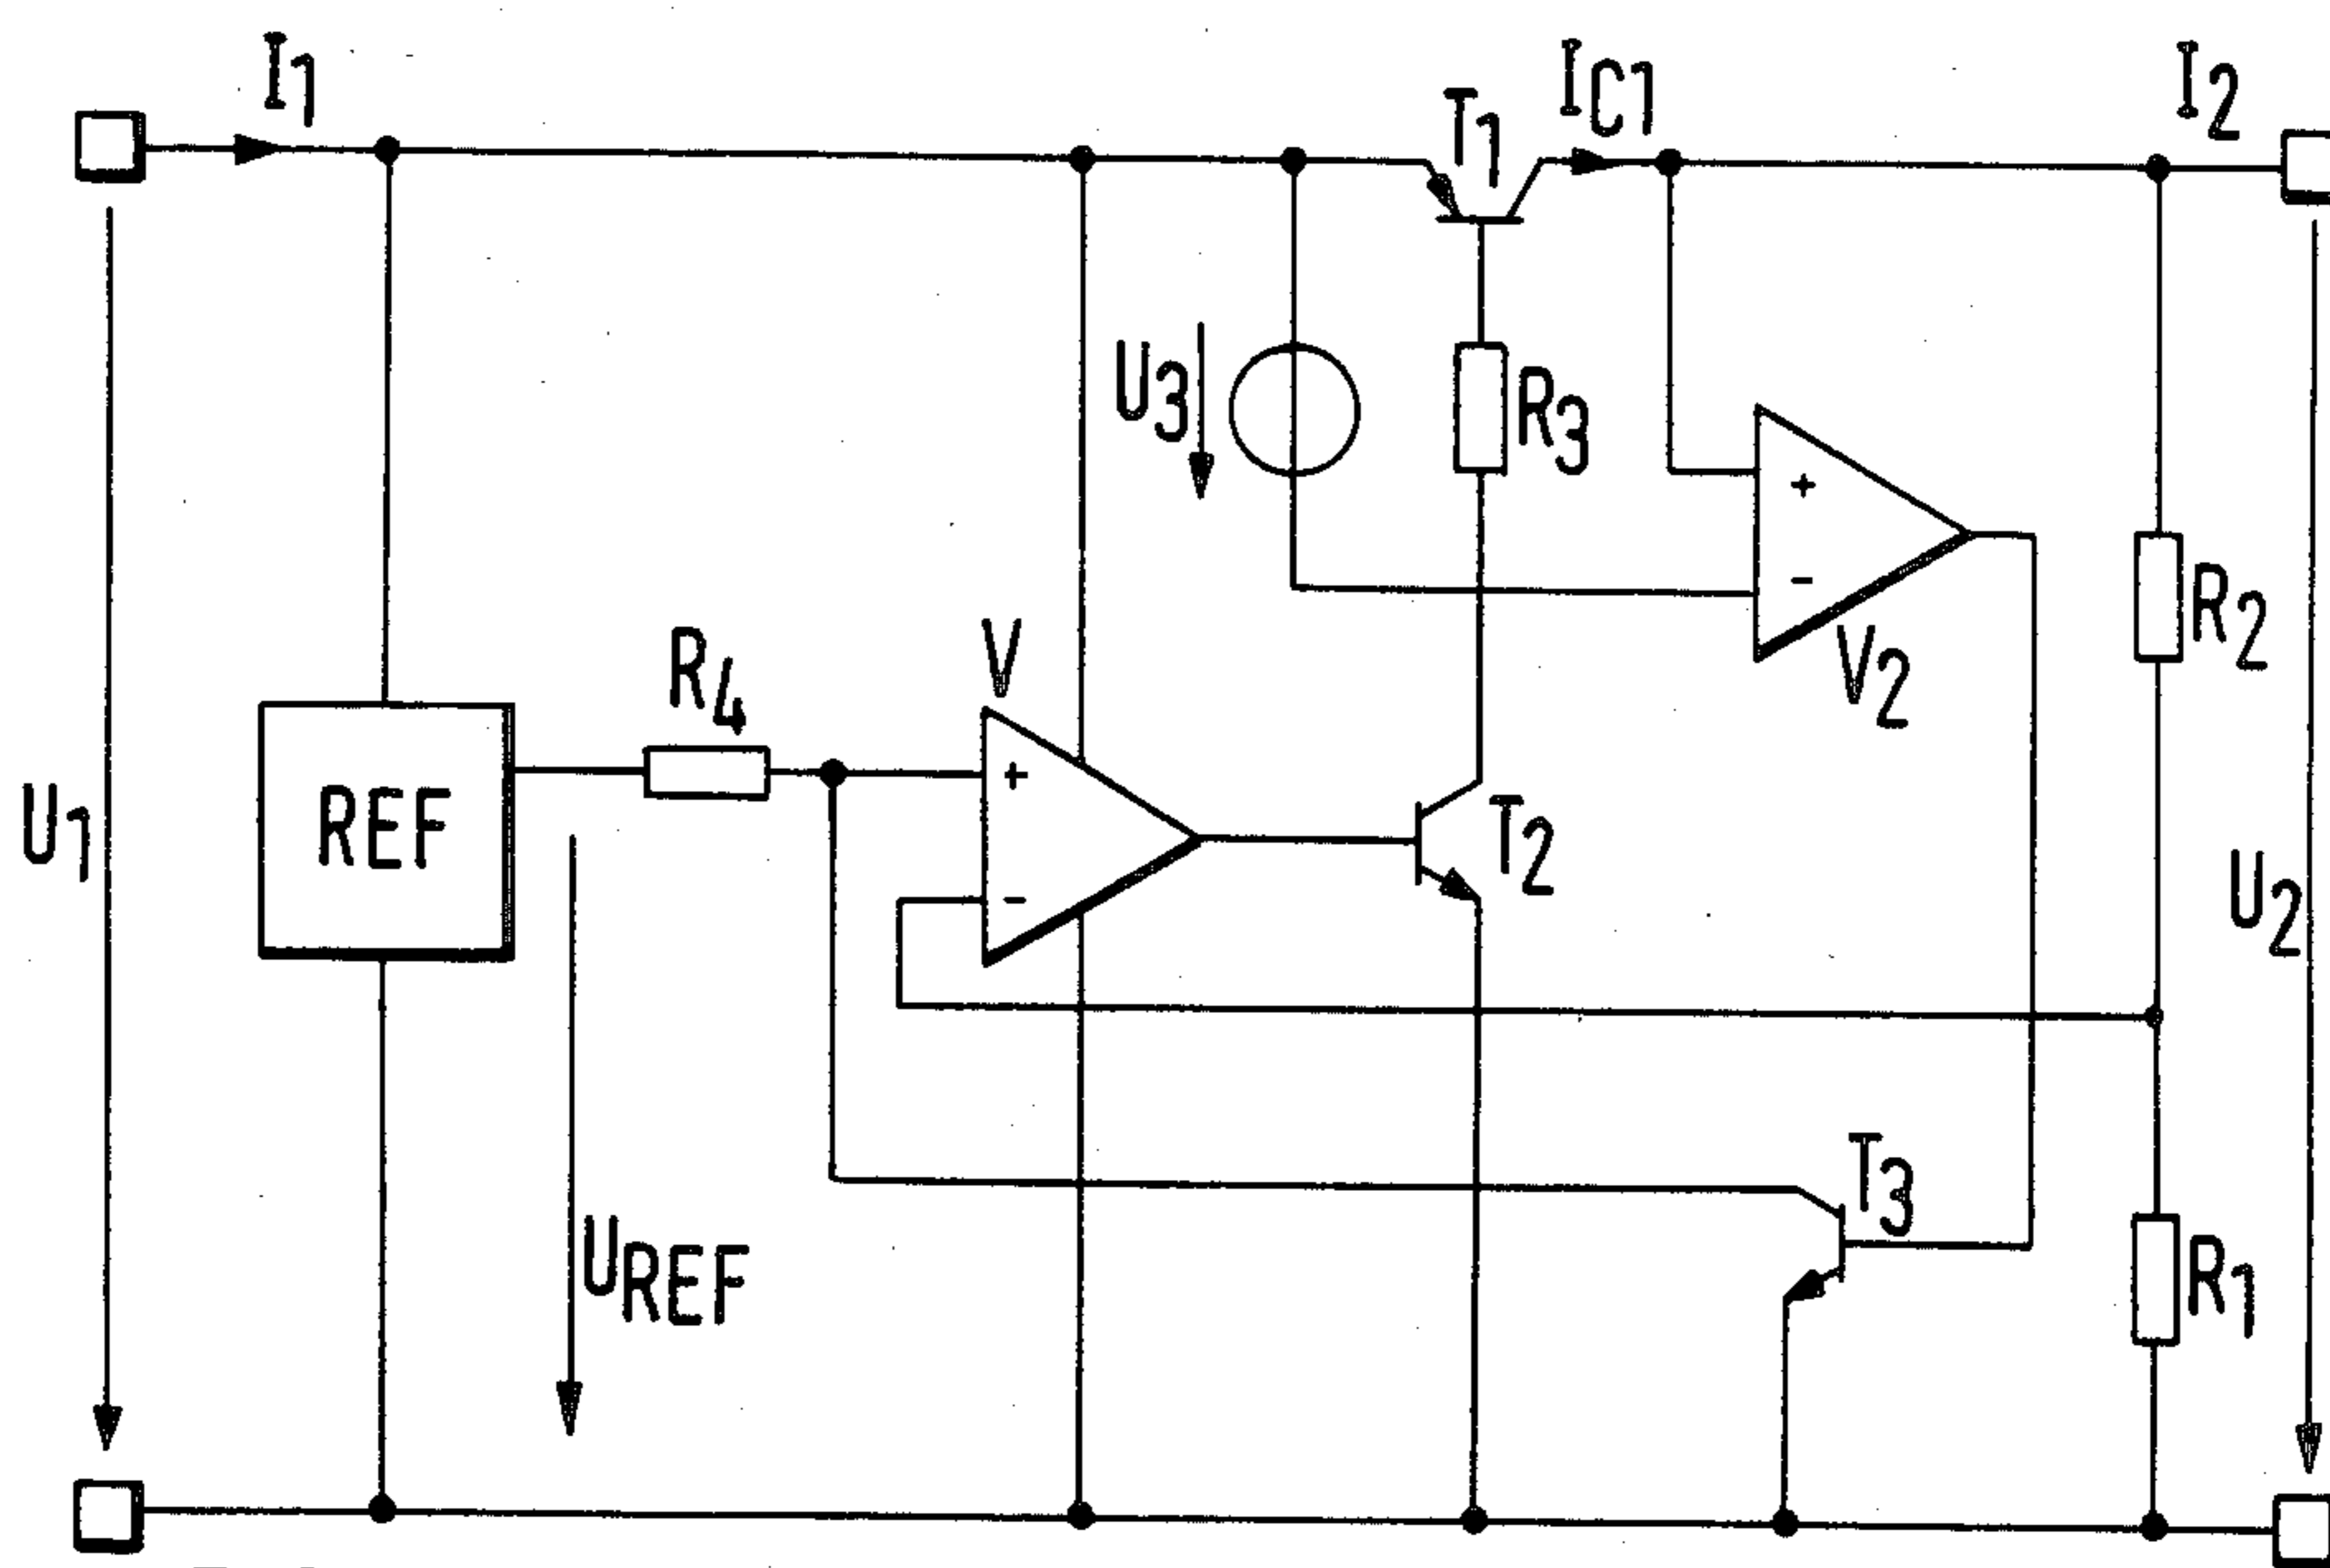 I1
T1
IC1
I2
U3
R3
+
-
V2
R2
R4
V
REF
+
-
T2
U1
U2
UREF
T3
R1